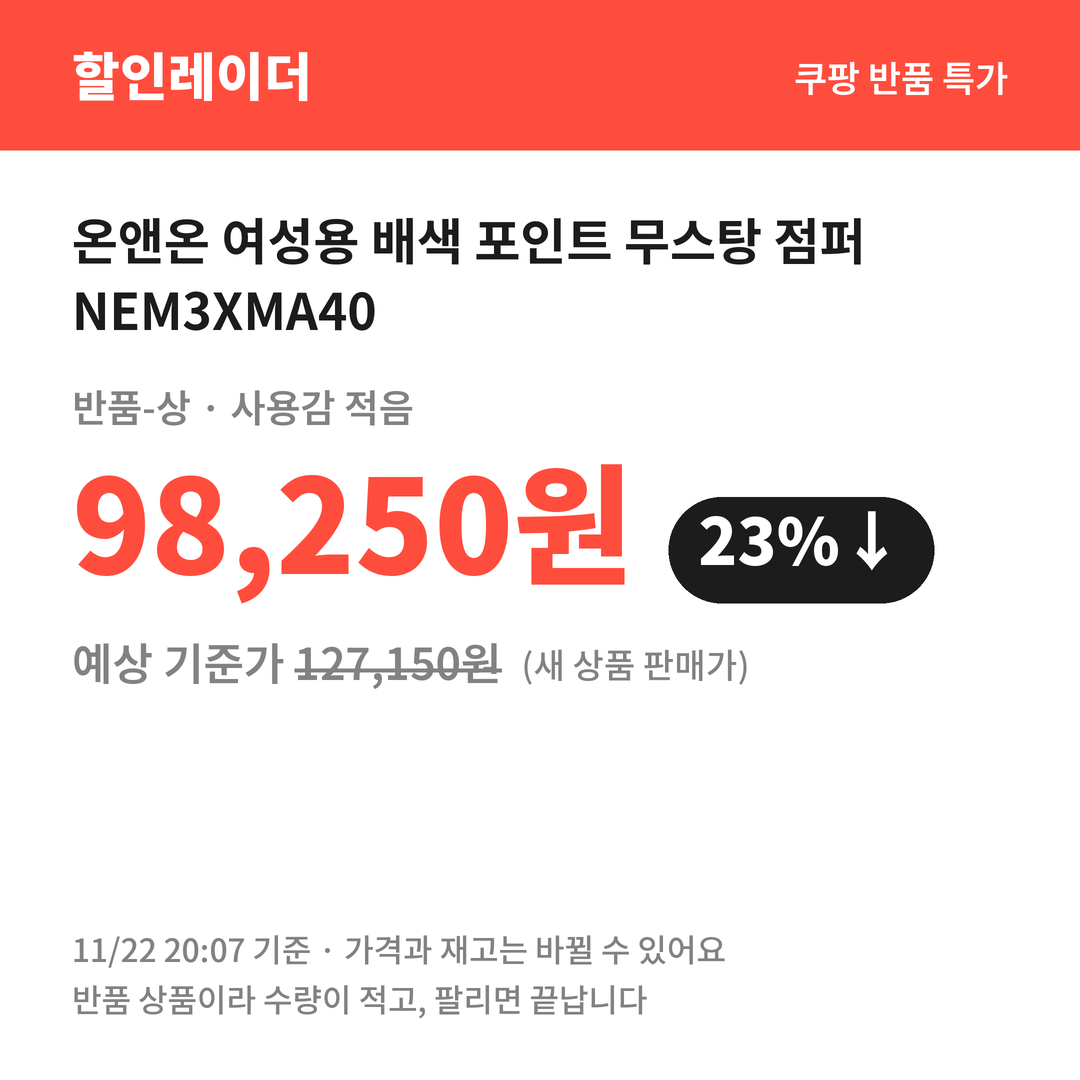 할인레이더
쿠팡 반품 특가
온앤온 여성용 배색 포인트 무스탕 점퍼
NEM3XMA40
반품-상 · 사용감 적음
98,250원
23%↓
예상 기준가 127,150원 (새 상품 판매가)
11/22 20:07 기준 · 가격과 재고는 바뀔 수 있어요
반품 상품이라 수량이 적고, 팔리면 끝납니다